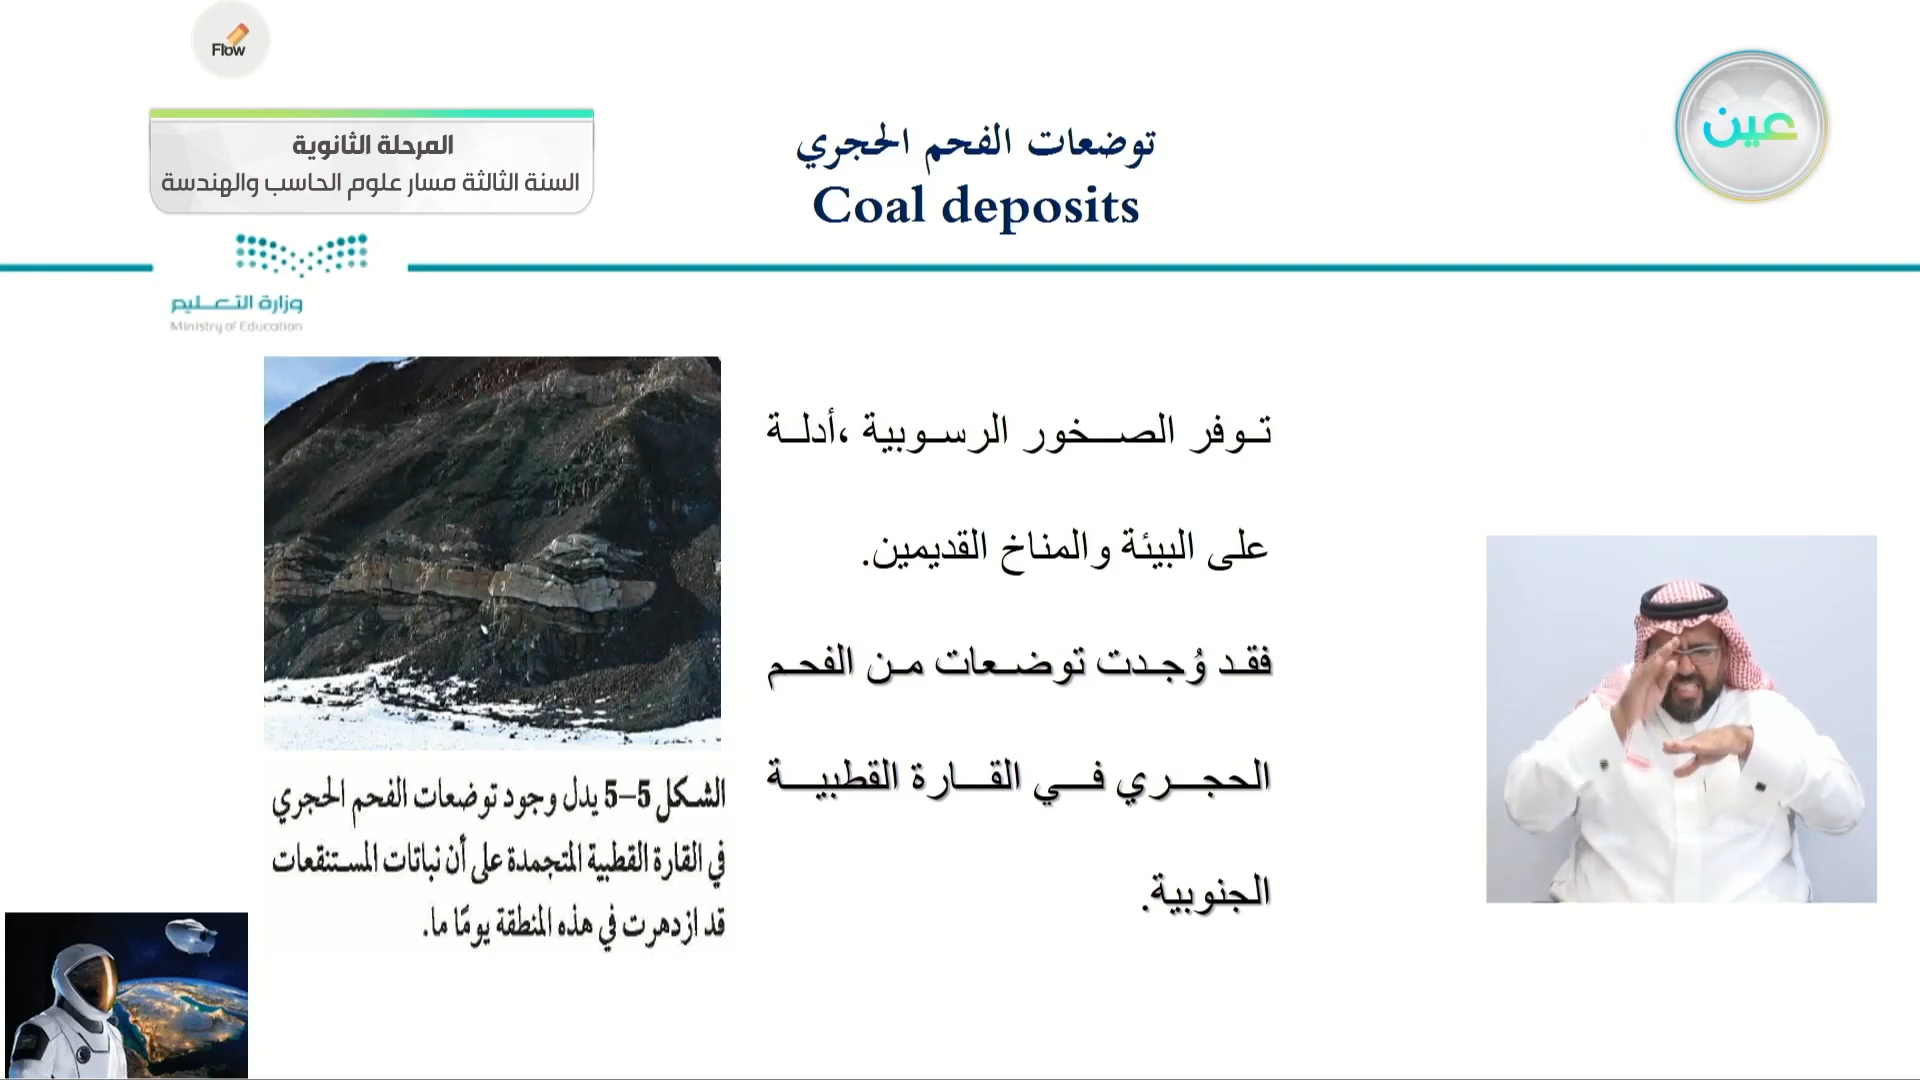 Flow
المرحلة الثانوية
السنة الثالثة مسار علوم الحاسب والهندسة
توضعات الفحم الحجري
Coal deposits
عين
وزارة التعليم
Ministry of Education
توفر الصخور الرسوبية ،أدلة
على البيئة والمناخ القديمين.
فقد وُجدت توضعات من الفحم
الحجري في القارة القطبية
الجنوبية.
الشكل 5–5 يدل وجود توضعات الفحم الحجري
في القارة القطبية المتجمدة على أن نباتات المستنقعات
قد ازدهرت في هذه المنطقة يومًا ما.